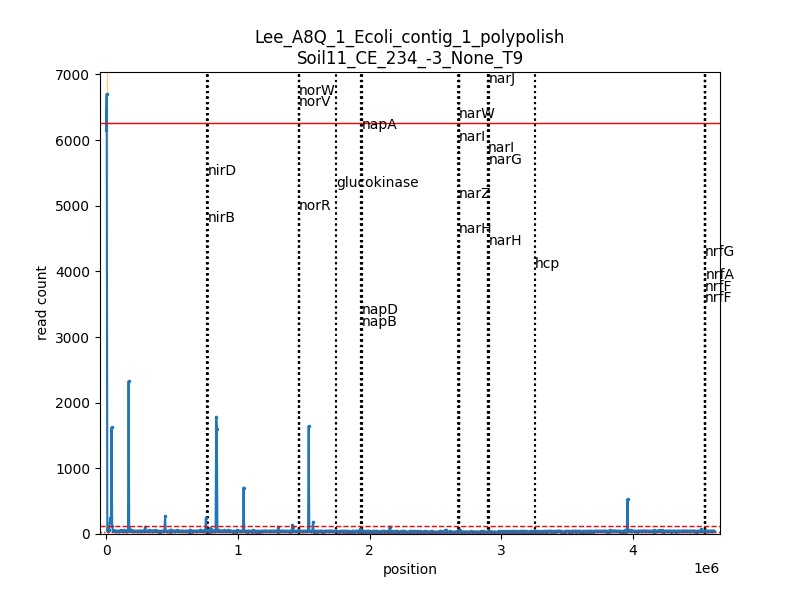 Lee_A8Q_1_Ecoli_contig_1_polypolish
Soil11_CE_234_-3_None_T9
read count
7000
6000
5000
4000
3000
2000
1000
0
nirD
nirB
norW
norV
norR
glucokinase
napA
napD
napB
narW
narI
narZ
narH
narJ
narI
narG
narH
hcp
nrfG
nrfA
nrfF
nrfF
0
1
2
3
4
1e6
position